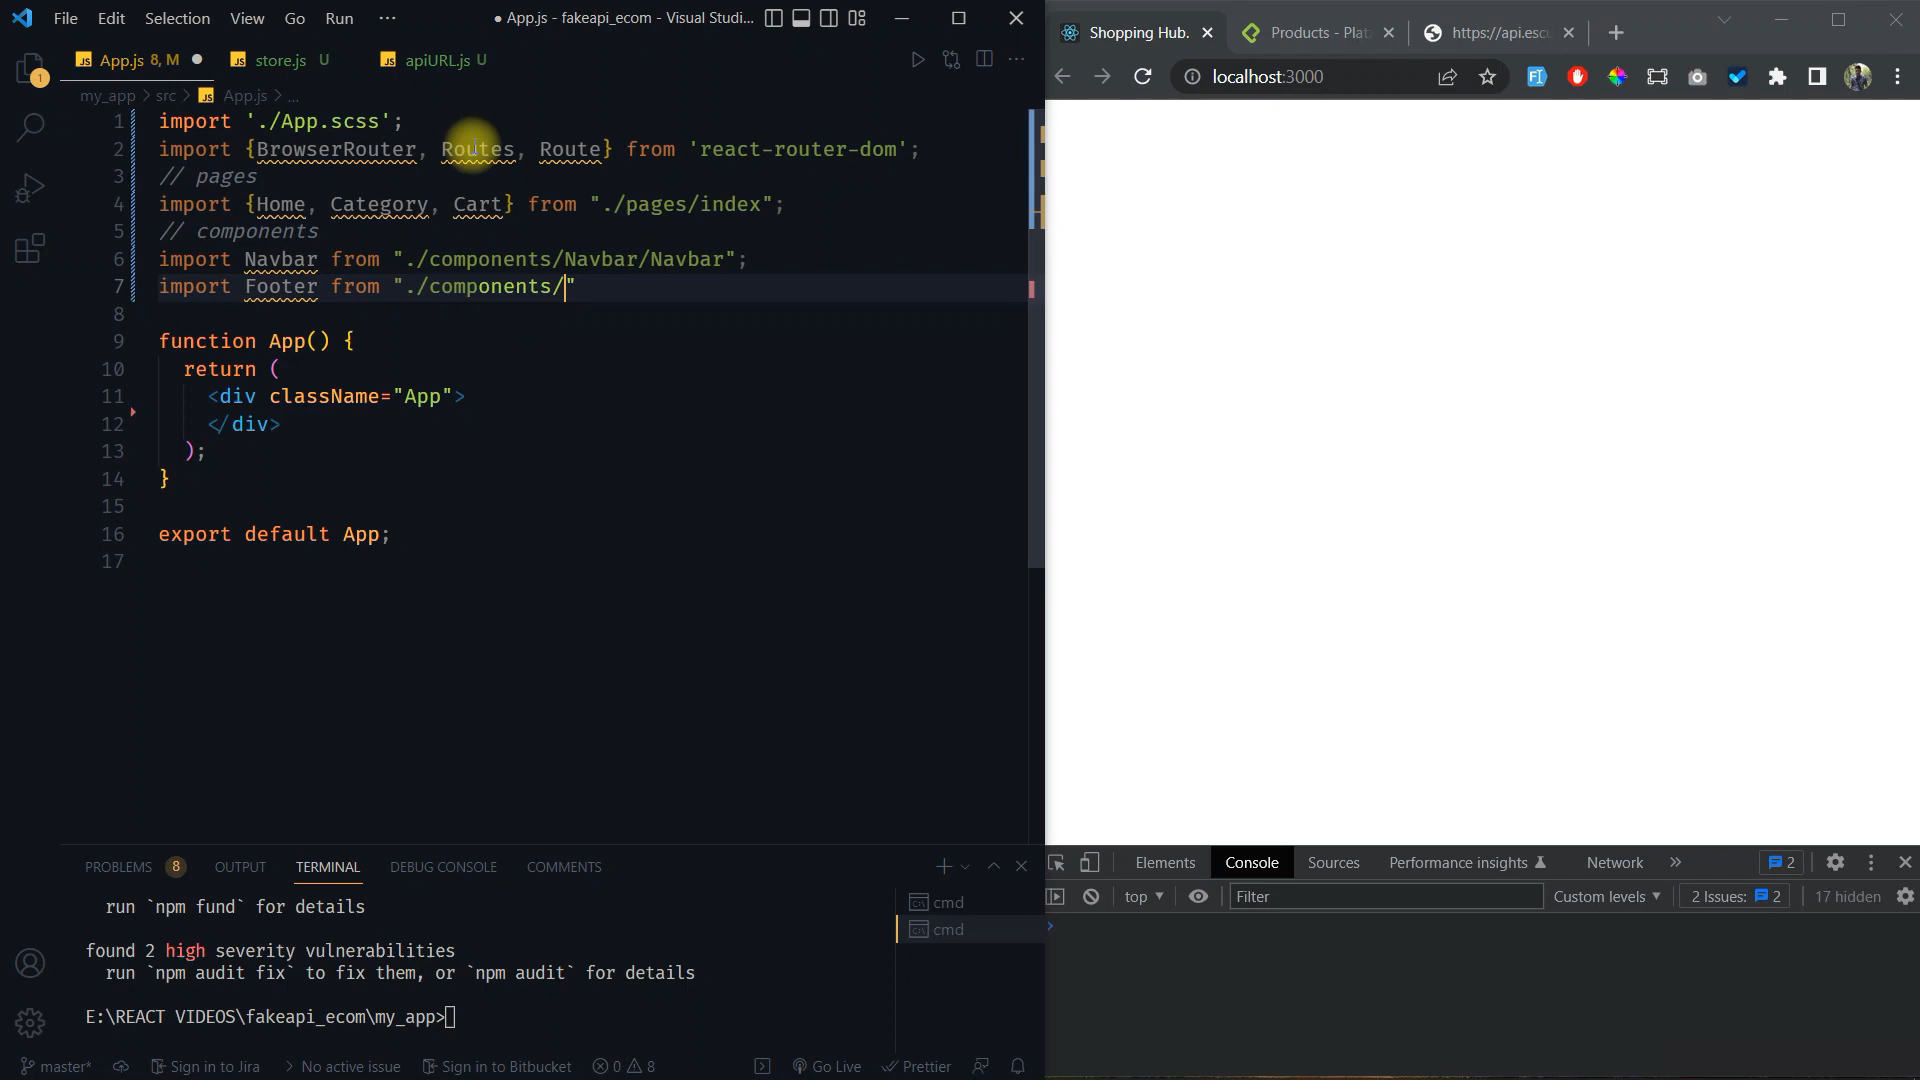 File Edit Selection View Go Run ··· ● App.js - fakeapi_ecom - Visual Studi...
JS App.js 8, M ● JS store.js U JS apiURL.js U
my_app > src > JS App.js > ...
1 import './App.scss';
2 import {BrowserRouter, Routes, Route} from 'react-router-dom';
3 // pages
4 import {Home, Category, Cart} from "./pages/index";
5 // components
6 import Navbar from "./components/Navbar/Navbar";
7 import Footer from "./components/"
8
9 function App() {
10 return (
11 <div className="App">
12 </div>
13 );
14 }
15
16 export default App;
17
1
PROBLEMS 8 OUTPUT TERMINAL DEBUG CONSOLE COMMENTS
run `npm fund` for details
found 2 high severity vulnerabilities
run `npm audit fix` to fix them, or `npm audit` for details
E:\REACT VIDEOS\fakeapi_ecom\my_app>
cmd
cmd
master* Sign in to Jira No active issue Sign in to Bitbucket 0 8 Go Live Prettier
Shopping Hub. Products - Plat https://api.escu
localhost:3000
Elements Console Sources Performance insights Network » 2
top Filter Custom levels 2 Issues: 2 17 hidden